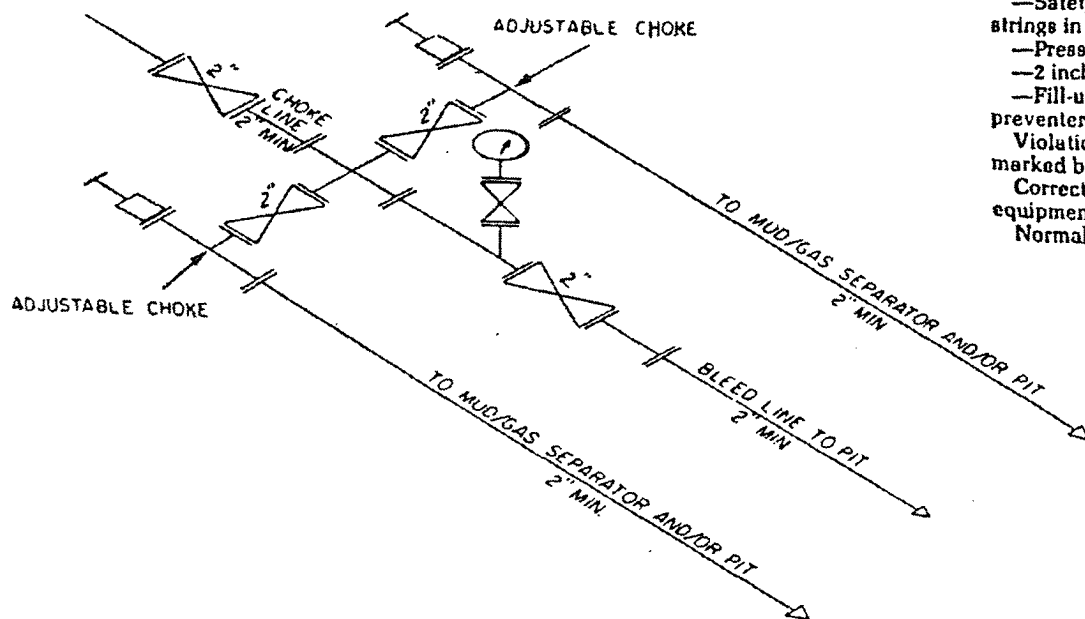 ADJUSTABLE CHOKE
2"
CHOKE
LINE
2" MIN
2"
2"
ADJUSTABLE CHOKE
2"
TO MUD/GAS SEPARATOR AND/OR PIT
2" MIN
BLEED LINE TO PIT
2" MIN
TO MUD/GAS SEPARATOR AND/OR PIT
2" MIN.
strings in
—2 inc
—Fill-u
preventer
Violatio
marked b
Correct
equipmen
Normal